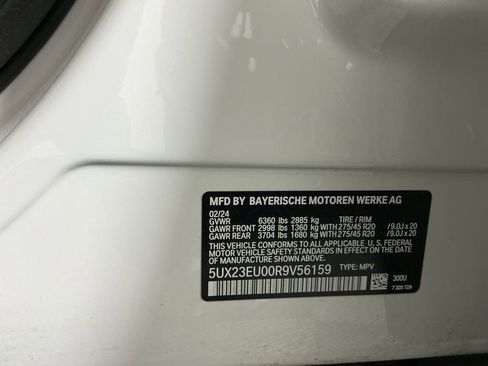 MFD BY BAYERISCHE MOTOREN WERKE AG
02/24
GVWR 6360 lbs 2885 kg TIRE / RIM
GAWR FRONT 2998 lbs 1360 kg WITH 275/45 R20 /9.0J x 20
GAWR REAR 3704 lbs 1680 kg WITH 275/45 R20 /9.0J x 20
THIS VEHICLE CONFORMS TO ALL APPLICABLE U. S. FEDERAL
MOTOR VEHICLE SAFETY STANDARDS IN EFFECT ON THE
DATE OF MANUFACTURE SHOWN ABOVE.
5UX23EU00R9V56159 TYPE: MPV
300U
7 320 726